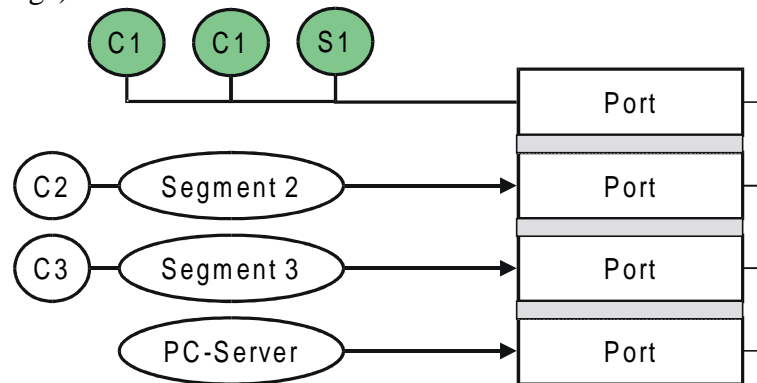 C1 C1 S1
Port
C2 Segment 2 Port
C3 Segment 3 Port
PC-Server Port